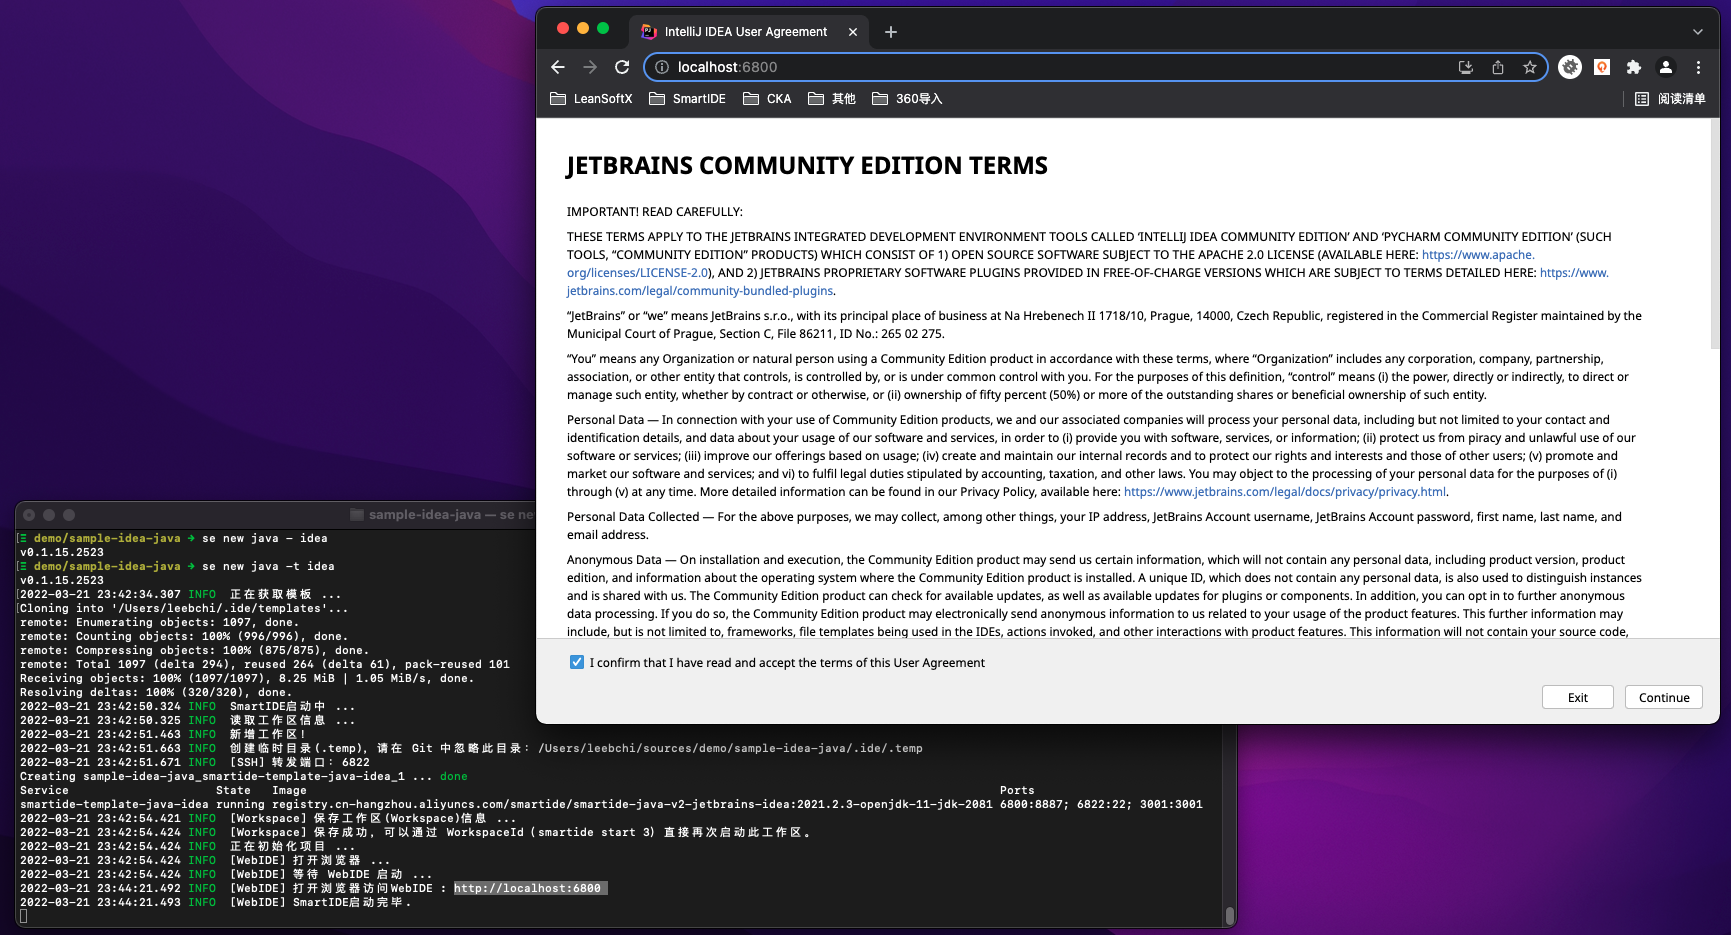 IntelliJ IDEA User Agreement
localhost:6800
LeanSoftX SmartIDE CKA 其他 360导入 阅读清单
JETBRAINS COMMUNITY EDITION TERMS
IMPORTANT! READ CAREFULLY:
THESE TERMS APPLY TO THE JETBRAINS INTEGRATED DEVELOPMENT ENVIRONMENT TOOLS CALLED ‘INTELLIJ IDEA COMMUNITY EDITION’ AND ‘PYCHARM COMMUNITY EDITION’ (SUCH
TOOLS, “COMMUNITY EDITION” PRODUCTS) WHICH CONSIST OF 1) OPEN SOURCE SOFTWARE SUBJECT TO THE APACHE 2.0 LICENSE (AVAILABLE HERE: https://www.apache.
org/licenses/LICENSE-2.0), AND 2) JETBRAINS PROPRIETARY SOFTWARE PLUGINS PROVIDED IN FREE-OF-CHARGE VERSIONS WHICH ARE SUBJECT TO TERMS DETAILED HERE: https://www.
jetbrains.com/legal/community-bundled-plugins.
“JetBrains” or “we” means JetBrains s.r.o., with its principal place of business at Na Hrebenech II 1718/10, Prague, 14000, Czech Republic, registered in the Commercial Register maintained by the
Municipal Court of Prague, Section C, File 86211, ID No.: 265 02 275.
“You” means any Organization or natural person using a Community Edition product in accordance with these terms, where “Organization” includes any corporation, company, partnership,
association, or other entity that controls, is controlled by, or is under common control with you. For the purposes of this definition, “control” means (i) the power, directly or indirectly, to direct or
manage such entity, whether by contract or otherwise, or (ii) ownership of fifty percent (50%) or more of the outstanding shares or beneficial ownership of such entity.
Personal Data — In connection with your use of Community Edition products, we and our associated companies will process your personal data, including but not limited to your contact and
identification details, and data about your usage of our software and services, in order to (i) provide you with software, services, or information; (ii) protect us from piracy and unlawful use of our
software or services; (iii) improve our offerings based on usage; (iv) create and maintain our internal records and to protect our rights and interests and those of other users; (v) promote and
market our software and services; and vi) to fulfil legal duties stipulated by accounting, taxation, and other laws. You may object to the processing of your personal data for the purposes of (i)
through (v) at any time. More detailed information can be found in our Privacy Policy, available here: https://www.jetbrains.com/legal/docs/privacy/privacy.html.
Personal Data Collected — For the above purposes, we may collect, among other things, your IP address, JetBrains Account username, JetBrains Account password, first name, last name, and
email address.
Anonymous Data — On installation and execution, the Community Edition product may send us certain information, which will not contain any personal data, including product version, product
edition, and information about the operating system where the Community Edition product is installed. A unique ID, which does not contain any personal data, is also used to distinguish instances
and is shared with us. The Community Edition product can check for available updates, as well as available updates for plugins or components. In addition, you can opt in to further anonymous
data processing. If you do so, the Community Edition product may electronically send anonymous information to us related to your usage of the product features. This further information may
include, but is not limited to, frameworks, file templates being used in the IDEs, actions invoked, and other interactions with product features. This information will not contain your source code,
I confirm that I have read and accept the terms of this User Agreement
Exit Continue
sample-idea-java — se ne
demo/sample-idea-java ➜ se new java - idea
v0.1.15.2523
demo/sample-idea-java ➜ se new java -t idea
v0.1.15.2523
2022-03-21 23:42:34.307 INFO 正在获取模板 ...
Cloning into '/Users/leebchi/.ide/templates'...
remote: Enumerating objects: 1097, done.
remote: Counting objects: 100% (996/996), done.
remote: Compressing objects: 100% (875/875), done.
remote: Total 1097 (delta 294), reused 264 (delta 61), pack-reused 101
Receiving objects: 100% (1097/1097), 8.25 MiB | 1.05 MiB/s, done.
Resolving deltas: 100% (320/320), done.
2022-03-21 23:42:50.324 INFO SmartIDE启动中 ...
2022-03-21 23:42:50.325 INFO 读取工作区信息 ...
2022-03-21 23:42:51.463 INFO 新增工作区！
2022-03-21 23:42:51.663 INFO 创建临时目录(.temp)，请在 Git 中忽略此目录：/Users/leebchi/sources/demo/sample-idea-java/.ide/.temp
2022-03-21 23:42:51.671 INFO [SSH] 转发端口：6822
Creating sample-idea-java_smartide-template-java-idea_1 ... done
Service State Image Ports
smartide-template-java-idea running registry.cn-hangzhou.aliyuncs.com/smartide/smartide-java-v2-jetbrains-idea:2021.2.3-openjdk-11-jdk-2081 6800:8887; 6822:22; 3001:3001
2022-03-21 23:42:54.421 INFO [Workspace] 保存工作区(Workspace)信息 ...
2022-03-21 23:42:54.424 INFO [Workspace] 保存成功，可以通过 WorkspaceId（smartide start 3）直接再次启动此工作区。
2022-03-21 23:42:54.424 INFO 正在初始化项目 ...
2022-03-21 23:42:54.424 INFO [WebIDE] 打开浏览器 ...
2022-03-21 23:42:54.424 INFO [WebIDE] 等待 WebIDE 启动 ...
2022-03-21 23:44:21.492 INFO [WebIDE] 打开浏览器访问WebIDE : http://localhost:6800
2022-03-21 23:44:21.493 INFO [WebIDE] SmartIDE启动完毕.